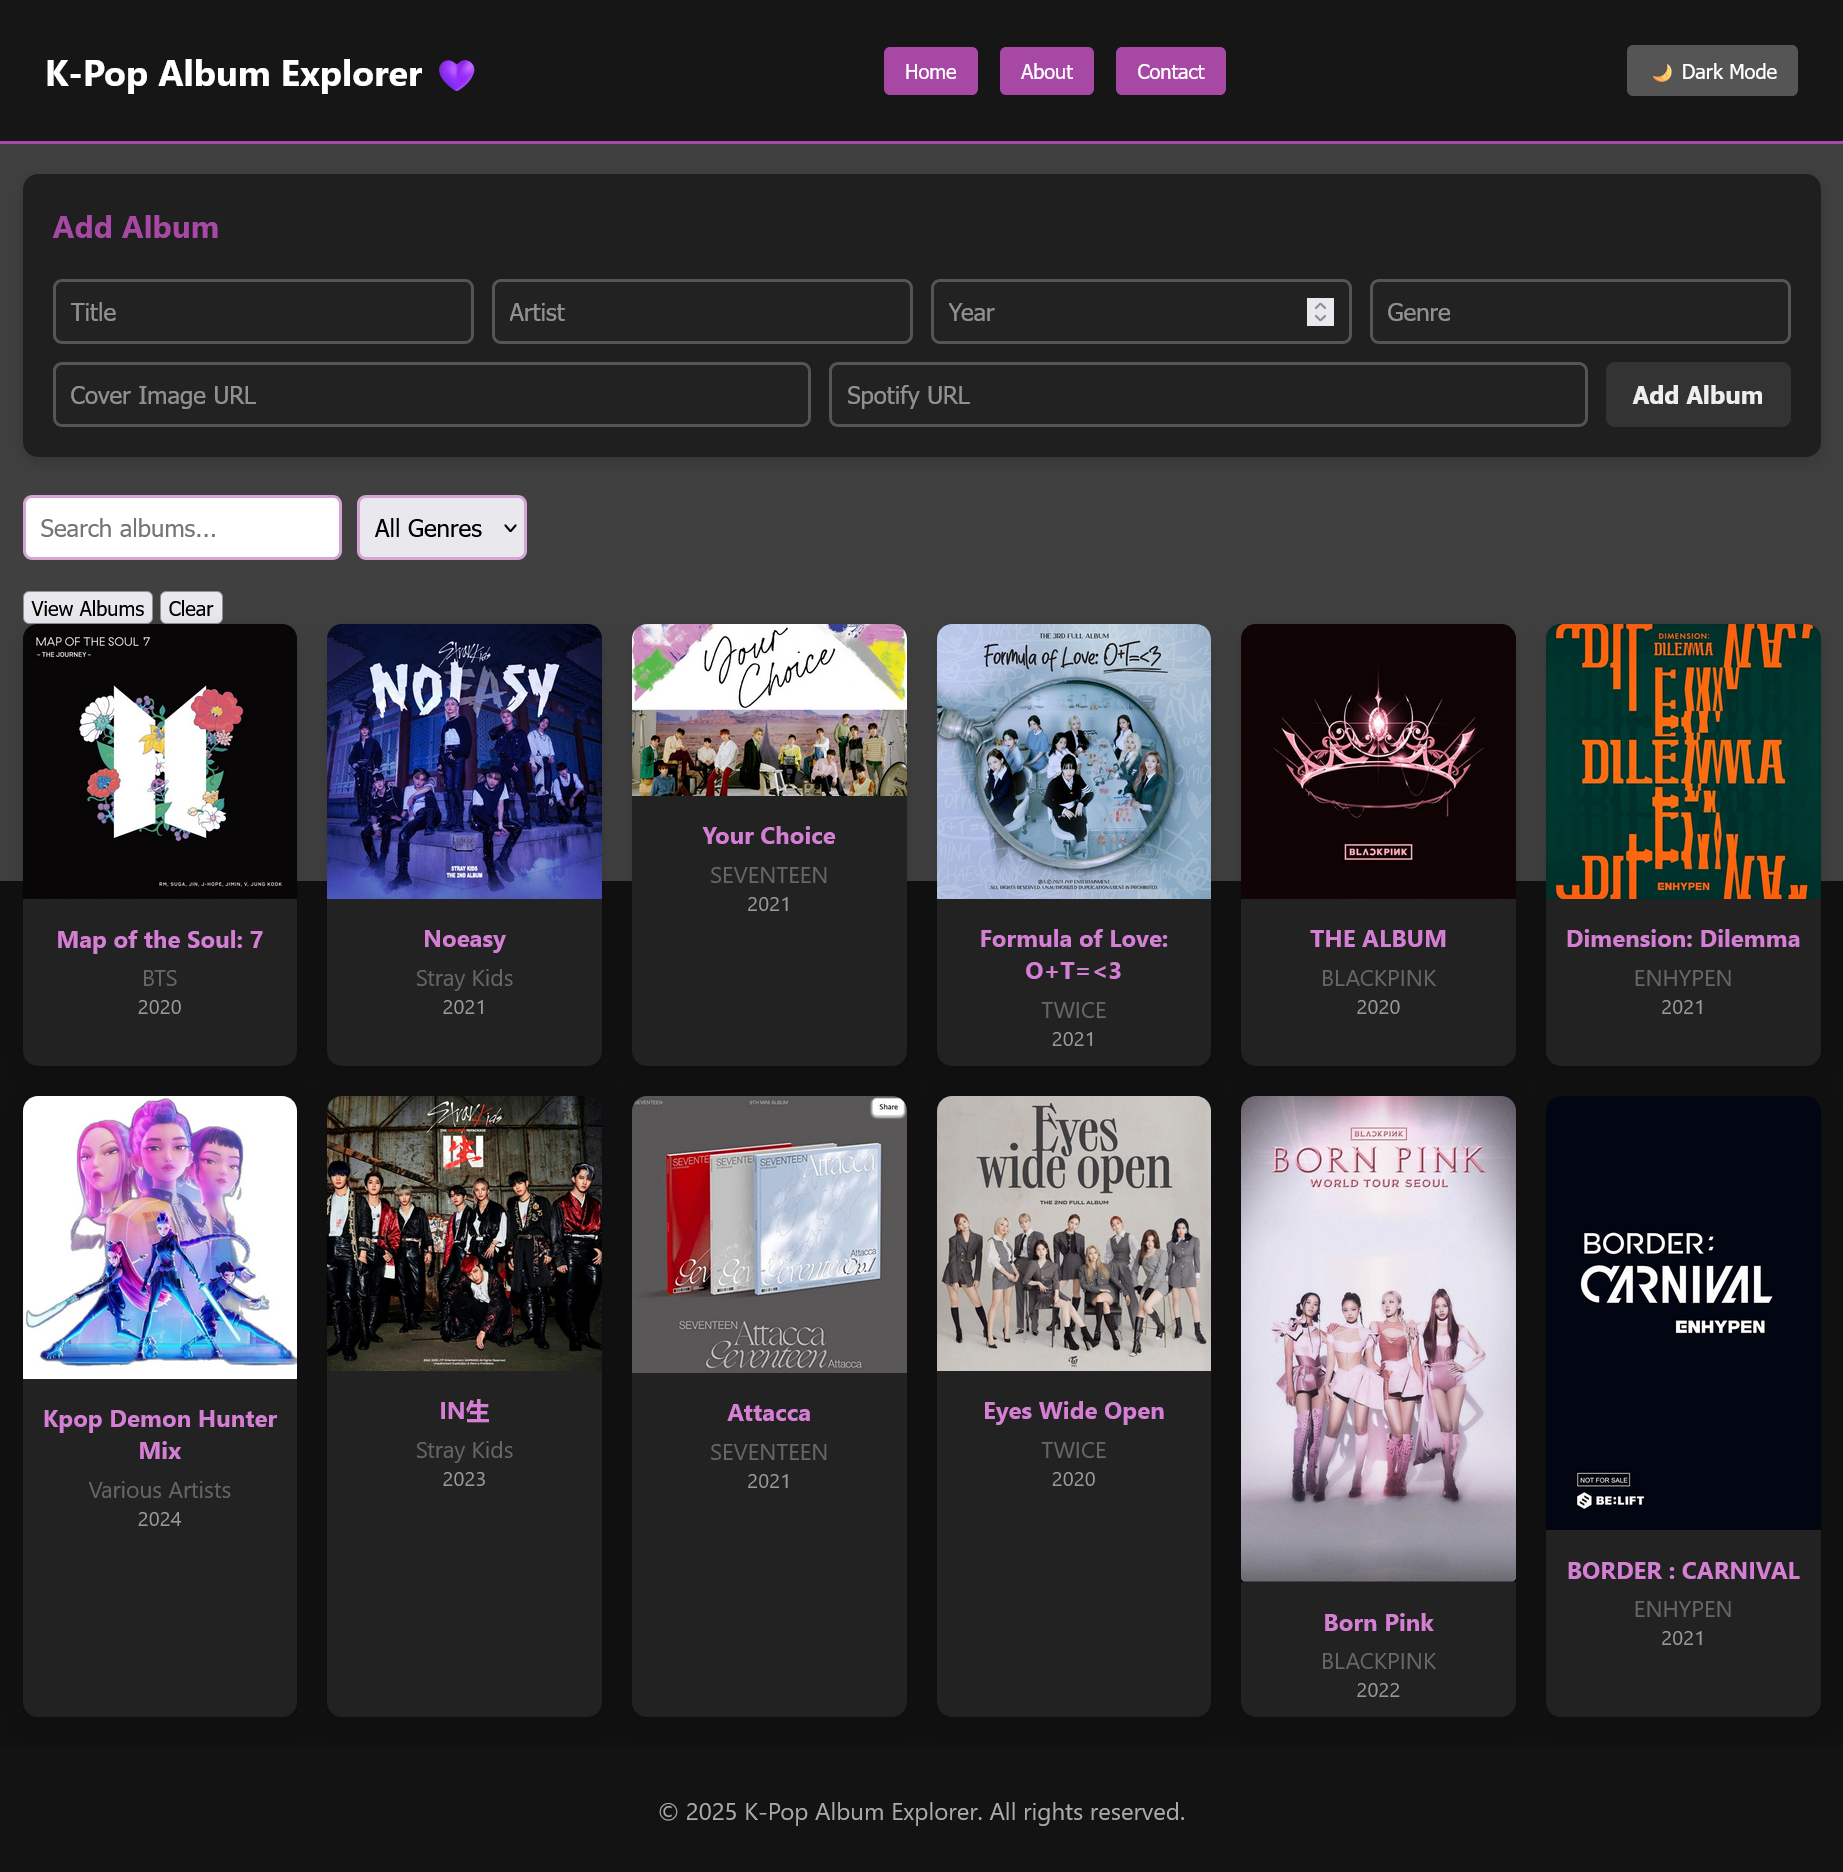 K-Pop Album Explorer 💜
Home
About
Contact
🌙 Dark Mode
Add Album
Title
Artist
Year
Genre
Cover Image URL
Spotify URL
Add Album
Search albums...
All Genres
View Albums
Clear
MAP OF THE SOUL 7
~ THE JOURNEY ~
RM, SUGA, JIN, J-HOPE, JIMIN, V, JUNG KOOK
Map of the Soul: 7
BTS
2020
Stray Kids
NOEASY
STRAY KIDS
THE 2ND ALBUM
Noeasy
Stray Kids
2021
Your
Choice
Your Choice
SEVENTEEN
2021
THE 3RD FULL ALBUM
Formula of Love: O+T=<3
Formula of Love:
O+T=<3
TWICE
2021
BLACKPINK
THE ALBUM
BLACKPINK
2020
DIMENSION:
DILEMMA
DILEMMA
ENHYPEN
Dimension: Dilemma
ENHYPEN
2021
Kpop Demon Hunter
Mix
Various Artists
2024
Stray Kids
IN生
IN生
Stray Kids
2023
SEVENTEEN
9TH MINI ALBUM
Share
SEVENTEEN
Attacca
Attacca
Op.1
SEVENTEEN Attacca
Seventeen Attacca
Attacca
SEVENTEEN
2021
Eyes
wide open
THE 2ND FULL ALBUM
Eyes Wide Open
TWICE
2020
BLACKPINK
BORN PINK
WORLD TOUR SEOUL
Born Pink
BLACKPINK
2022
BORDER:
CARNIVAL
ENHYPEN
NOT FOR SALE
BE:LIFT
BORDER : CARNIVAL
ENHYPEN
2021
© 2025 K-Pop Album Explorer. All rights reserved.